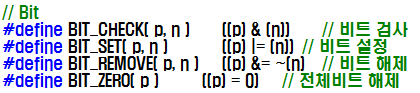 // Bit
#define BIT_CHECK( p, n ) ((p) & (n)) // 비트 검사
#define BIT_SET( p, n ) ((p) |= (n)) // 비트 설정
#define BIT_REMOVE( p, n ) ((p) &= ~(n)) // 비트 해제
#define BIT_ZERO( p ) ((p) = 0)) // 전체비트 해제